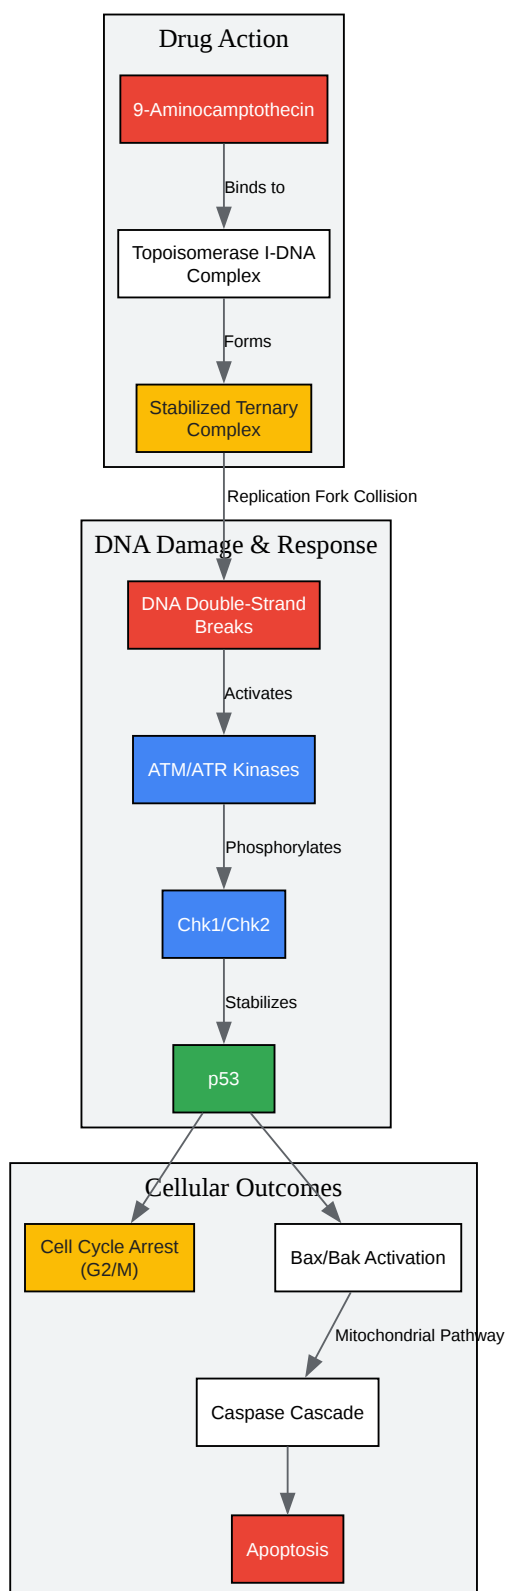 Drug Action
9-Aminocamptothecin
Binds to
Topoisomerase I-DNA
Complex
Forms
Stabilized Ternary
Complex
Replication Fork Collision
DNA Damage & Response
DNA Double-Strand
Breaks
Activates
ATM/ATR Kinases
Phosphorylates
Chk1/Chk2
Stabilizes
p53
Cellular Outcomes
Cell Cycle Arrest
(G2/M)
Bax/Bak Activation
Mitochondrial Pathway
Caspase Cascade
Apoptosis